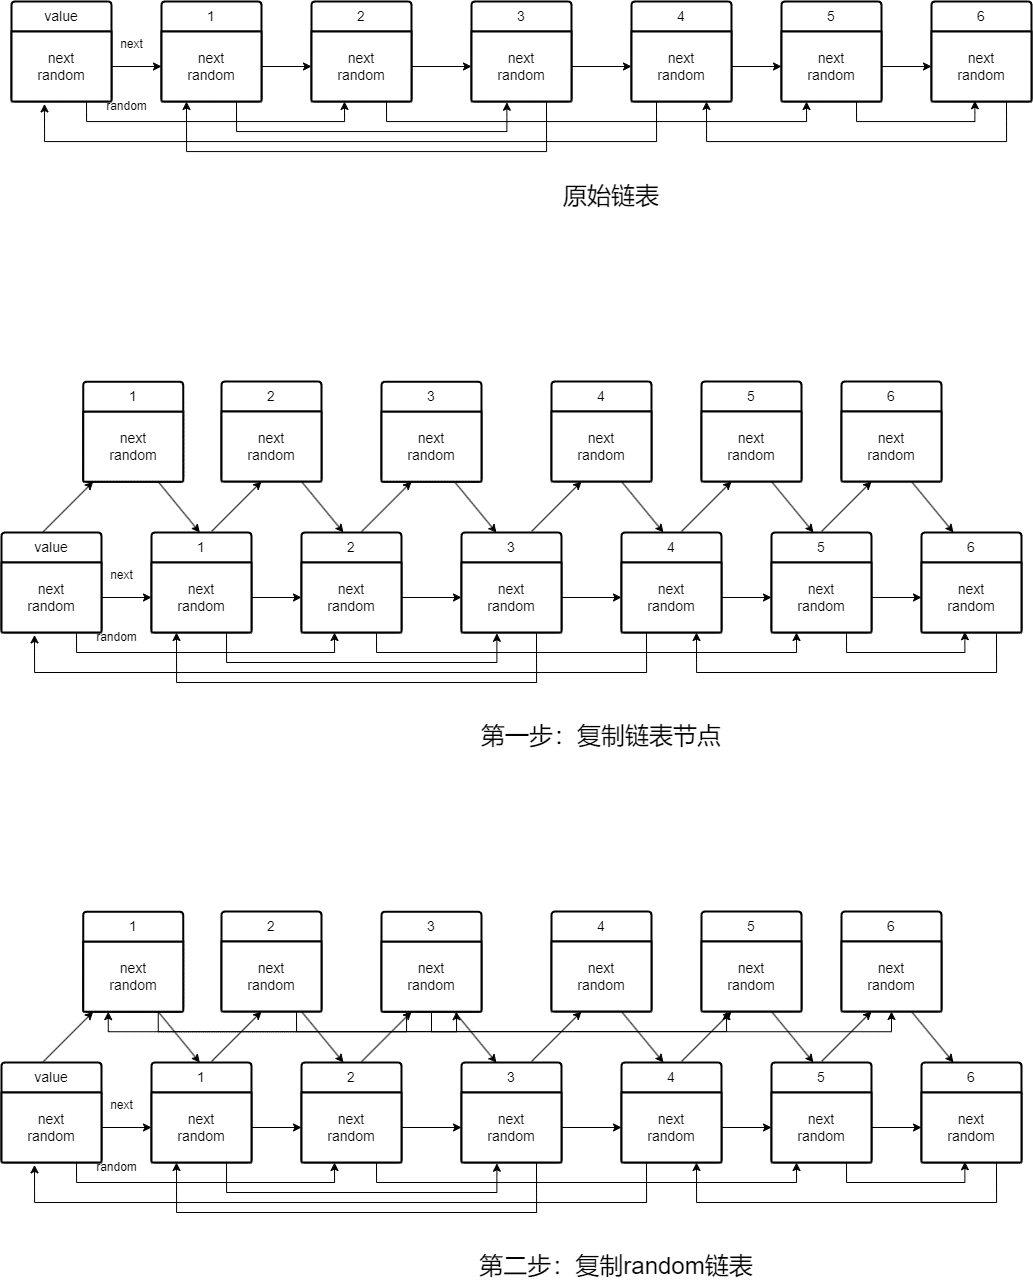 value 1 2 3 4 5 6
next next next next next next next next
random random random random random random random
random
原始链表
1 2 3 4 5 6
next next next next next next
random random random random random random
value 1 2 3 4 5 6
next
next next next next next next next
random random random random random random random
random
第一步：复制链表节点
1 2 3 4 5 6
next next next next next next
random random random random random random
value 1 2 3 4 5 6
next
next next next next next next next
random random random random random random random
random
第二步：复制random链表